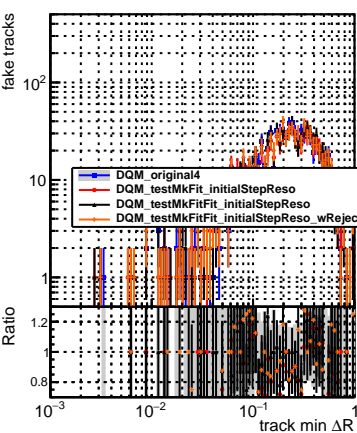 fake tracks
10²
10
1
DQM_original4
DQM_testMkFit_initialStepReso
DQM_testMkFitFit_initialStepReso
DQM_testMkFitFit_initialStepReso_wRejec
Ratio
1.2
1
0.8
10⁻³ 10⁻² 10⁻¹ 1
track min ΔR